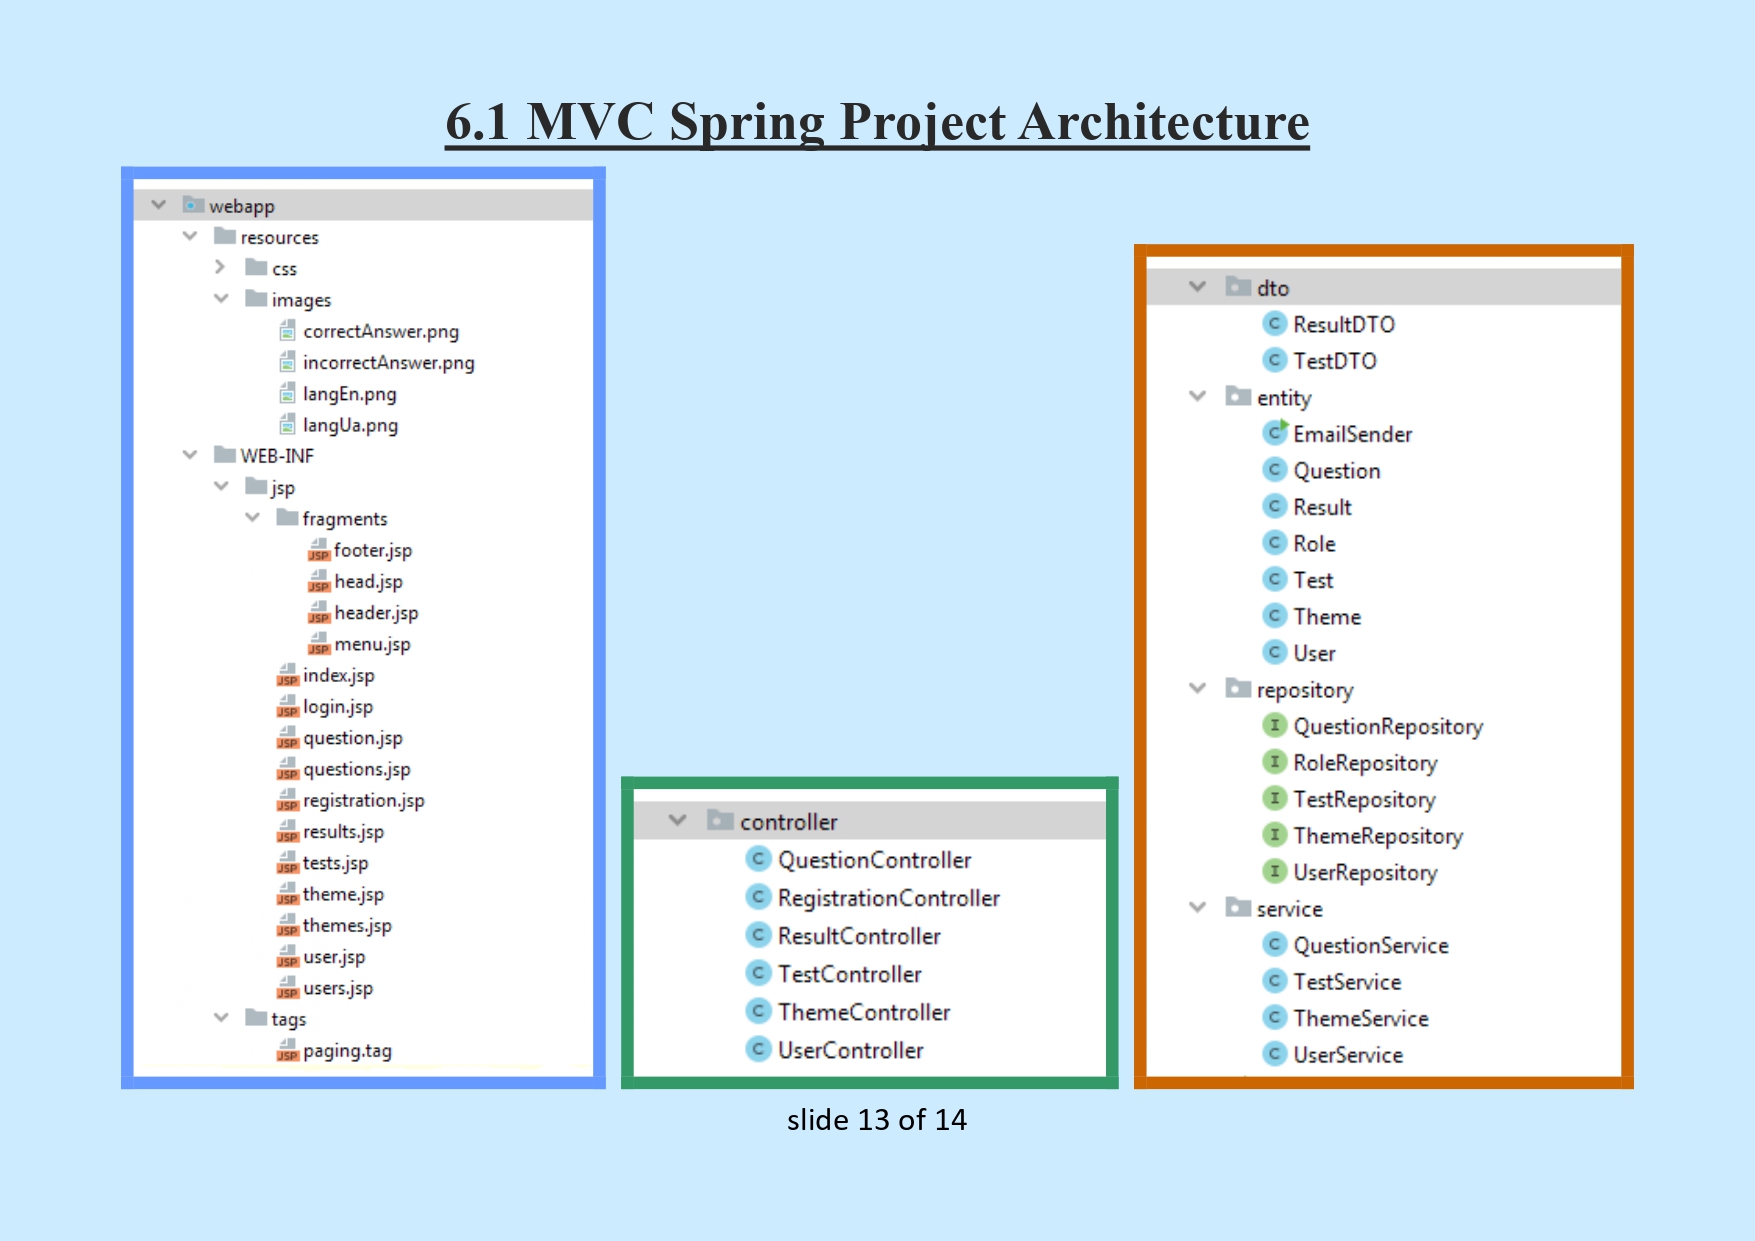 6.1 MVC Spring Project Architecture
webapp
resources
css
images
correctAnswer.png
incorrectAnswer.png
langEn.png
langUa.png
WEB-INF
jsp
fragments
footer.jsp
head.jsp
header.jsp
menu.jsp
index.jsp
login.jsp
question.jsp
questions.jsp
registration.jsp
results.jsp
tests.jsp
theme.jsp
themes.jsp
user.jsp
users.jsp
tags
paging.tag
controller
QuestionController
RegistrationController
ResultController
TestController
ThemeController
UserController
dto
ResultDTO
TestDTO
entity
EmailSender
Question
Result
Role
Test
Theme
User
repository
QuestionRepository
RoleRepository
TestRepository
ThemeRepository
UserRepository
service
QuestionService
TestService
ThemeService
UserService
slide 13 of 14